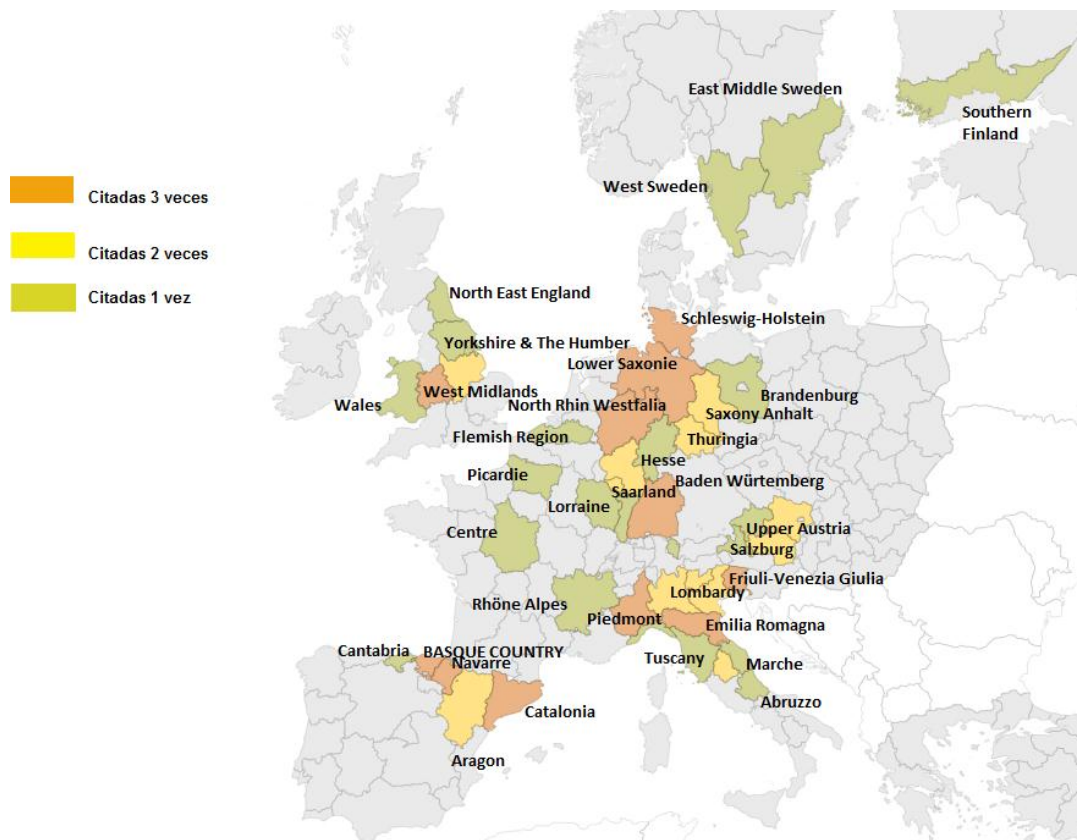 East Middle Sweden
Southern
Finland
West Sweden
Citadas 3 veces
Citadas 2 veces
Citadas 1 vez
North East England
Schleswig-Holstein
Yorkshire & The Humber
Lower Saxonie
West Midlands
Wales
North Rhin Westfalia
Brandenburg
Saxony Anhalt
Flemish Region
Thuringia
Hesse
Picardie
Baden Würtemberg
Saarland
Lorraine
Centre
Upper Austria
Salzburg
Friuli-Venezia Giulia
Lombardy
Rhöne Alpes
Piedmont
Emilia Romagna
Cantabria
BASQUE COUNTRY
Navarre
Tuscany
Marche
Abruzzo
Catalonia
Aragon